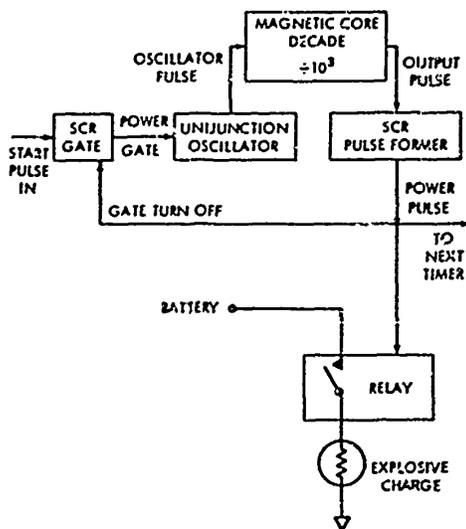 MAGNETIC CORE
DECADE
÷10³
OSCILLATOR
FULSE
OUTPUT
PULSE
SCR
GATE
POWER
GATE
UNIJUNCTION
OSCILLATOR
SCR
PULSE FORMER
START
PULSE
IN
GATE TURN OFF
POWER
PULSE
TO
NEXT
TIMER
BATTERY
RELAY
EXPLOSIVE
CHARGE